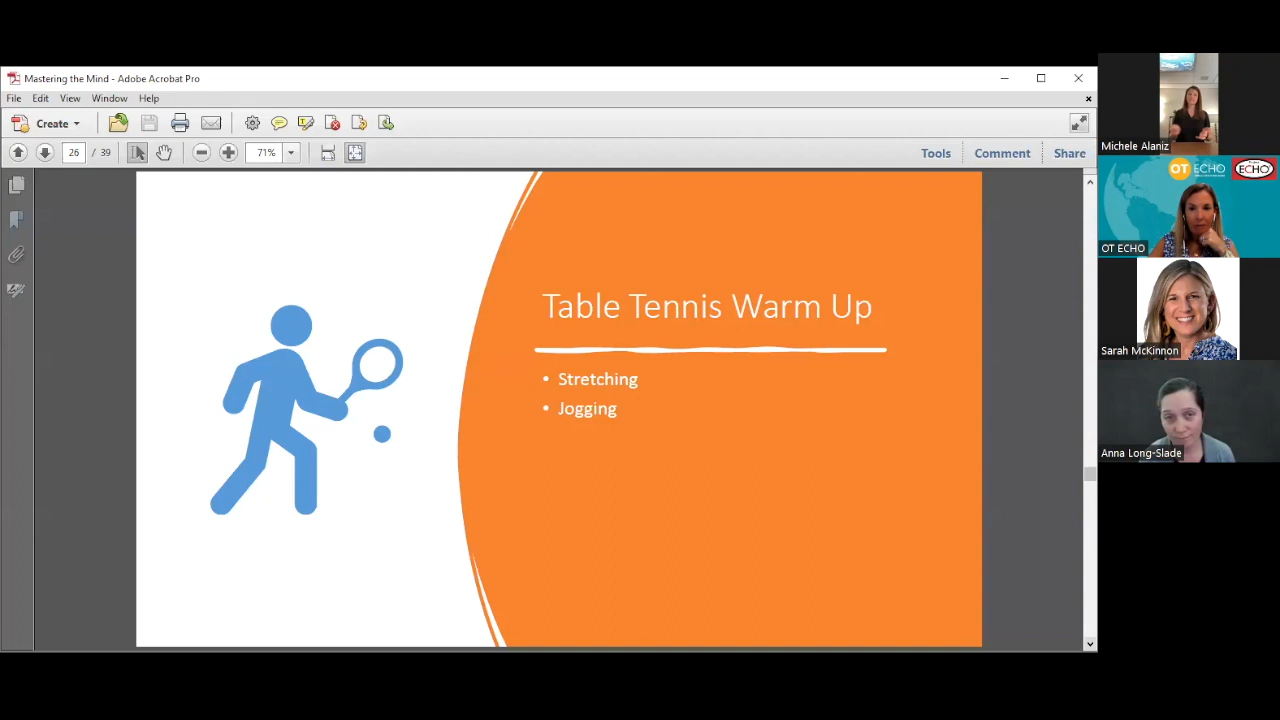 Mastering the Mind - Adobe Acrobat Pro
File Edit View Window Help
Create
26 / 39
71%
Tools Comment Share
Table Tennis Warm Up
• Stretching
• Jogging
Michele Alaniz
OT ECHO
ECHO
OT ECHO
Sarah McKinnon
Anna Long-Slade